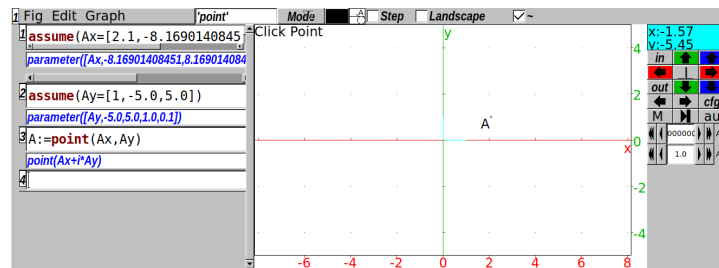 1 Fig Edit Graph 'point' Mode Step Landscape ~
1 assume(Ax=[2.1,-8.1690140845
parameter([Ax,-8.16901408451,8.16901408
2 assume(Ay=[1,-5.0,5.0])
parameter([Ay,-5.0,5.0,1.0,0.1])
3 A:=point(Ax,Ay)
point(Ax+i*Ay)
4
Click Point
y
4
2
A
0
x
-2
-4
-6 -4 -2 0 2 4 6 8
x:-1.57
y:-5.45
in
out
cfg
M au
000000
1.0